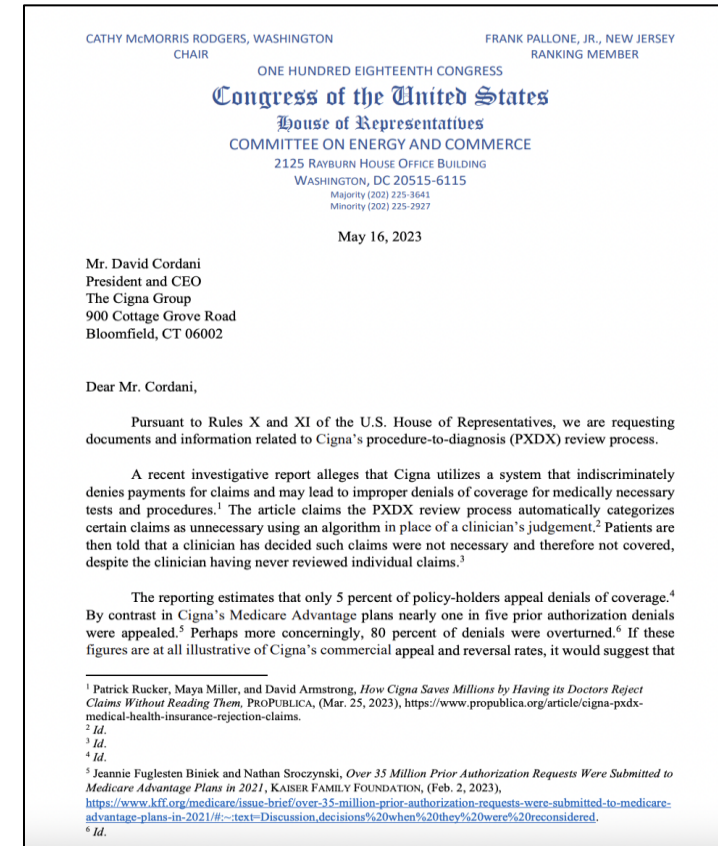 CATHY McMORRIS RODGERS, WASHINGTON
CHAIR
FRANK PALLONE, JR., NEW JERSEY
RANKING MEMBER
ONE HUNDRED EIGHTEENTH CONGRESS
Congress of the United States
House of Representatives
COMMITTEE ON ENERGY AND COMMERCE
2125 RAYBURN HOUSE OFFICE BUILDING
WASHINGTON, DC 20515-6115
Majority (202) 225-3641
Minority (202) 225-2927
May 16, 2023
Mr. David Cordani
President and CEO
The Cigna Group
900 Cottage Grove Road
Bloomfield, CT 06002
Dear Mr. Cordani,
Pursuant to Rules X and XI of the U.S. House of Representatives, we are requesting
documents and information related to Cigna's procedure-to-diagnosis (PXDX) review process.
A recent investigative report alleges that Cigna utilizes a system that indiscriminately
denies payments for claims and may lead to improper denials of coverage for medically necessary
tests and procedures.1 The article claims the PXDX review process automatically categorizes
certain claims as unnecessary using an algorithm in place of a clinician's judgement.2 Patients are
then told that a clinician has decided such claims were not necessary and therefore not covered,
despite the clinician having never reviewed individual claims.3
The reporting estimates that only 5 percent of policy-holders appeal denials of coverage.4
By contrast in Cigna's Medicare Advantage plans nearly one in five prior authorization denials
were appealed.5 Perhaps more concerningly, 80 percent of denials were overturned.6 If these
figures are at all illustrative of Cigna's commercial appeal and reversal rates, it would suggest that
1 Patrick Rucker, Maya Miller, and David Armstrong, How Cigna Saves Millions by Having its Doctors Reject
Claims Without Reading Them, PROPUBLICA, (Mar. 25, 2023), https://www.propublica.org/article/cigna-pxdx-
medical-health-insurance-rejection-claims.
2 Id.
3 Id.
4 Id.
5 Jeannie Fuglesten Biniek and Nathan Sroczynski, Over 35 Million Prior Authorization Requests Were Submitted to
Medicare Advantage Plans in 2021, KAISER FAMILY FOUNDATION, (Feb. 2, 2023),
https://www.kff.org/medicare/issue-brief/over-35-million-prior-authorization-requests-were-submitted-to-medicare-
advantage-plans-in-2021/#:~:text=Discussion,decisions%20when%20they%20were%20reconsidered.
6 Id.